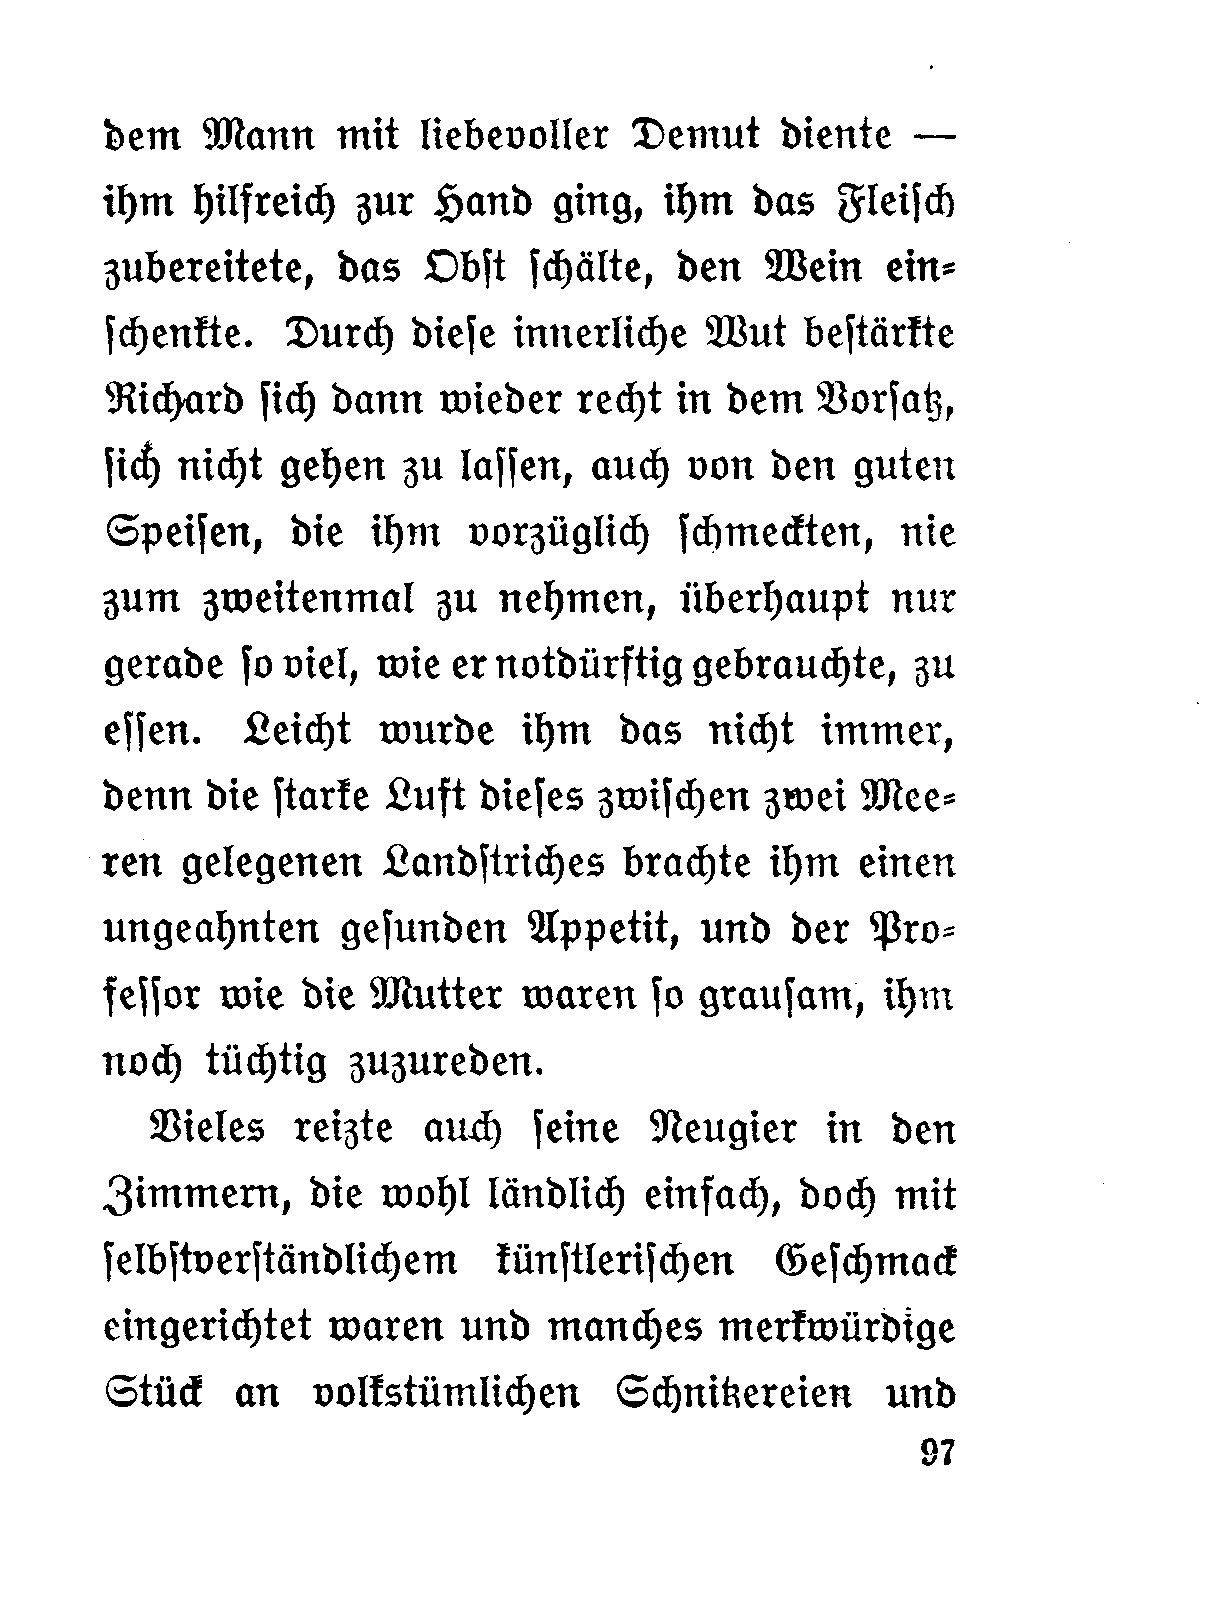 dem Mann mit liebevoller Demut diente —
ihm hilfreich zur Hand ging, ihm das Fleiſch
zubereitete, das Obſt ſchälte, den Wein ein⸗
ſchenkte. Durch dieſe innerliche Wut beſtärkte
Richard ſich dann wieder recht in dem Vorſatz,
ſich nicht gehen zu laſſen, auch von den guten
Speiſen, die ihm vorzüglich ſchmeckten, nie
zum zweitenmal zu nehmen, überhaupt nur
gerade ſo viel, wie er notdürftig gebrauchte, zu
eſſen. Leicht wurde ihm das nicht immer,
denn die ſtarke Luft dieſes zwiſchen zwei Mee⸗
ren gelegenen Landſtriches brachte ihm einen
ungeahnten geſunden Appetit, und der Pro⸗
feſſor wie die Mutter waren ſo grauſam, ihm
noch tüchtig zuzureden.
Vieles reizte auch ſeine Neugier in den
Zimmern, die wohl ländlich einfach, doch mit
ſelbſtverſtändlichem künſtleriſchen Geſchmack
eingerichtet waren und manches merkwürdige
Stück an volkstümlichen Schnitzereien und
97